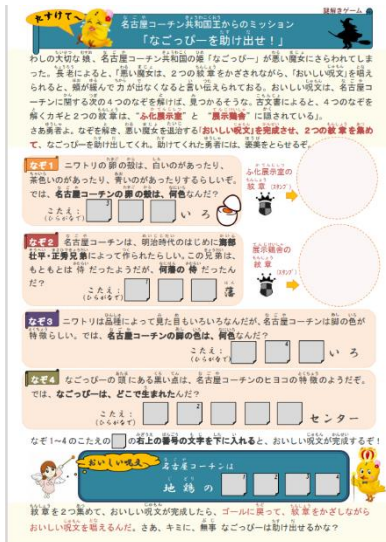 謎解きゲーム
たすけて～
名古屋コーチン共和国王からのミッション
「なごっぴーを助け出せ！」
わしの大切な娘、名古屋コーチン共和国の姫「なごっぴー」が悪い魔女にさらわれてしま
った。長老によると、「悪い魔女は、2つの紋章をかざされながら、「おいしい呪文」を唱え
られると、頬が緩んで力が出なくなると言い伝えられておる。おいしい呪文は、名古屋コー
チンに関する次の4つのなぞを解けば、見つかるそうな。古文書によると、4つのなぞを
解くカギと2つの紋章は、"ふ化展示室"と"展示鶏舎"に隠されている」。
さあ勇者よ。なぞを解き、悪い魔女を退治する「おいしい呪文」を完成させ、2つの紋章を集め
て、なごっぴーを助け出してくれ。助けてくれた勇者には、褒美をとらせるぞ。
なぞ1 ニワトリの卵の殻は、白いのがあったり、
茶色いのがあったり、青いのがあったりするらしいぞ。
では、名古屋コーチンの卵の殻は、何色なんだ？
こたえ：
(ひらがなで)
いろ
ふ化展示室の
紋章(スタンプ)
なぞ2 名古屋コーチンは、明治時代のはじめに海部
壮平・正秀兄弟によって作られたらしい。この兄弟は、
もともとは侍だったようだが、何藩の侍だったん
だ？
こたえ：
(ひらがなで)
藩
展示鶏舎の
紋章
(スタンプ)
なぞ3 ニワトリは品種によって見た目もいろいろなんだが、名古屋コーチンは脚の色が
特徴らしい。では、名古屋コーチンの脚の色は、何色なんだ？
こたえ：
(ひらがなで)
いろ
なぞ4 なごっぴーの頭にある黒い点は、名古屋コーチンのヒヨコの特徴のようだぞ。
では、なごっぴーは、どこで生まれたんだ？
こたえ：
(ひらがなで)
センター
なぞ1～4のこたえの□の右上の番号の文字を下に入れると、おいしい呪文が完成するぞ！
おいしい呪文
名古屋コーチンは
地鶏の
紋章を2つ集めて、おいしい呪文が完成したら、ゴールに戻って、紋章をかざしながら
おいしい呪文を唱えるんだ。さあ、キミに、無事なごっぴーは助け出せるかな？